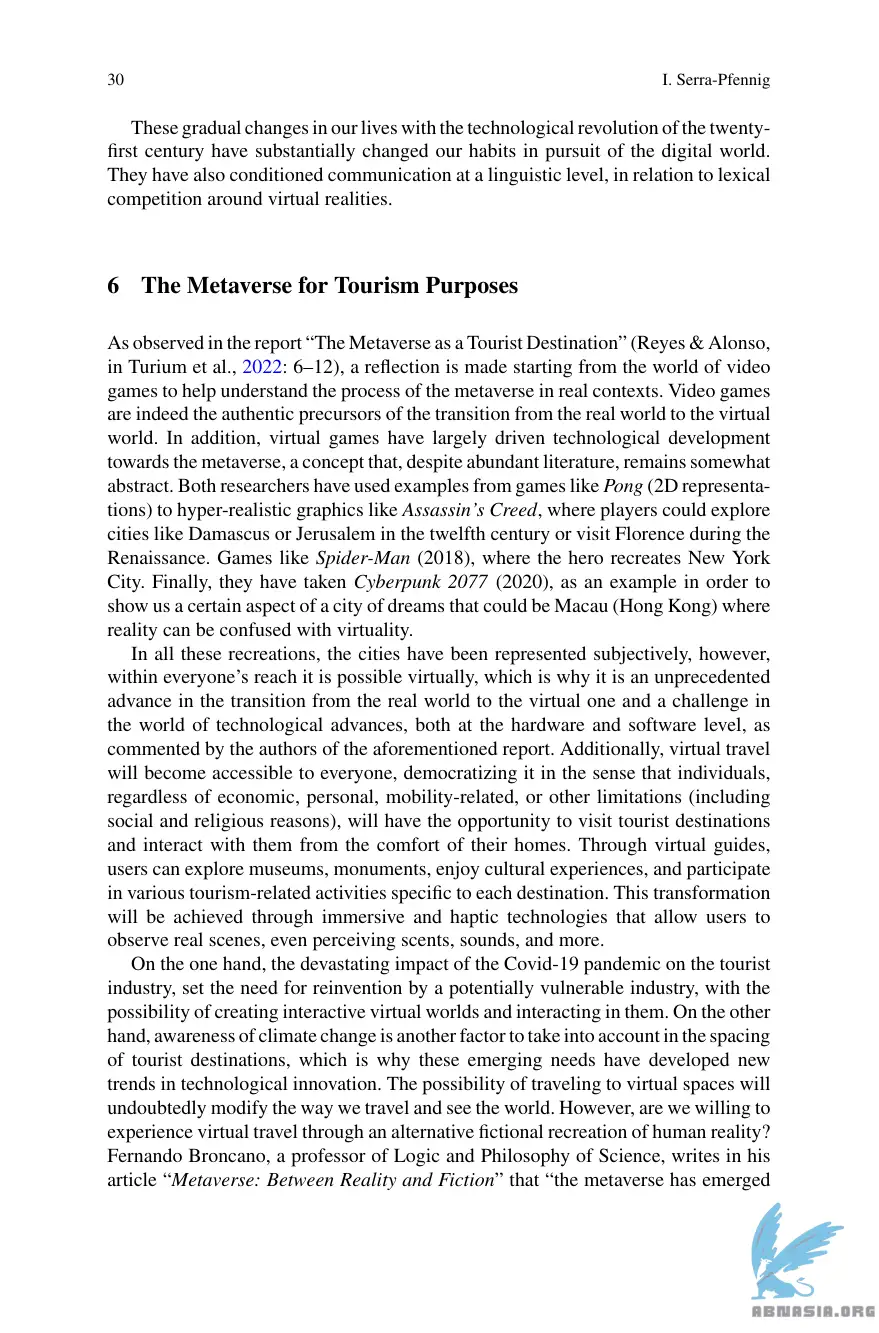 30 I. Serra-Pfennig
These gradual changes in our lives with the technological revolution of the twenty-
first century have substantially changed our habits in pursuit of the digital world.
They have also conditioned communication at a linguistic level, in relation to lexical
competition around virtual realities.
6 The Metaverse for Tourism Purposes
As observed in the report “The Metaverse as a Tourist Destination” (Reyes & Alonso,
in Turium et al., 2022: 6–12), a reflection is made starting from the world of video
games to help understand the process of the metaverse in real contexts. Video games
are indeed the authentic precursors of the transition from the real world to the virtual
world. In addition, virtual games have largely driven technological development
towards the metaverse, a concept that, despite abundant literature, remains somewhat
abstract. Both researchers have used examples from games like Pong (2D representa-
tions) to hyper-realistic graphics like Assassin’s Creed, where players could explore
cities like Damascus or Jerusalem in the twelfth century or visit Florence during the
Renaissance. Games like Spider-Man (2018), where the hero recreates New York
City. Finally, they have taken Cyberpunk 2077 (2020), as an example in order to
show us a certain aspect of a city of dreams that could be Macau (Hong Kong) where
reality can be confused with virtuality.
In all these recreations, the cities have been represented subjectively, however,
within everyone’s reach it is possible virtually, which is why it is an unprecedented
advance in the transition from the real world to the virtual one and a challenge in
the world of technological advances, both at the hardware and software level, as
commented by the authors of the aforementioned report. Additionally, virtual travel
will become accessible to everyone, democratizing it in the sense that individuals,
regardless of economic, personal, mobility-related, or other limitations (including
social and religious reasons), will have the opportunity to visit tourist destinations
and interact with them from the comfort of their homes. Through virtual guides,
users can explore museums, monuments, enjoy cultural experiences, and participate
in various tourism-related activities specific to each destination. This transformation
will be achieved through immersive and haptic technologies that allow users to
observe real scenes, even perceiving scents, sounds, and more.
On the one hand, the devastating impact of the Covid-19 pandemic on the tourist
industry, set the need for reinvention by a potentially vulnerable industry, with the
possibility of creating interactive virtual worlds and interacting in them. On the other
hand, awareness of climate change is another factor to take into account in the spacing
of tourist destinations, which is why these emerging needs have developed new
trends in technological innovation. The possibility of traveling to virtual spaces will
undoubtedly modify the way we travel and see the world. However, are we willing to
experience virtual travel through an alternative fictional recreation of human reality?
Fernando Broncano, a professor of Logic and Philosophy of Science, writes in his
article “Metaverse: Between Reality and Fiction” that “the metaverse has emerged
ABNASIA.ORG